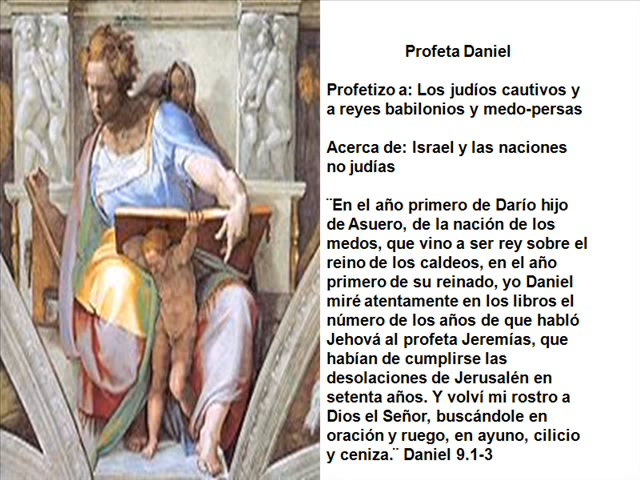 Profeta Daniel
Profetizo a: Los judíos cautivos y
a reyes babilonios y medo-persas
Acerca de: Israel y las naciones
no judías
¨En el año primero de Darío hijo
de Asuero, de la nación de los
medos, que vino a ser rey sobre el
reino de los caldeos, en el año
primero de su reinado, yo Daniel
miré atentamente en los libros el
número de los años de que habló
Jehová al profeta Jeremías, que
habían de cumplirse las
desolaciones de Jerusalén en
setenta años. Y volví mi rostro a
Dios el Señor, buscándole en
oración y ruego, en ayuno, cilicio
y ceniza.¨ Daniel 9.1-3